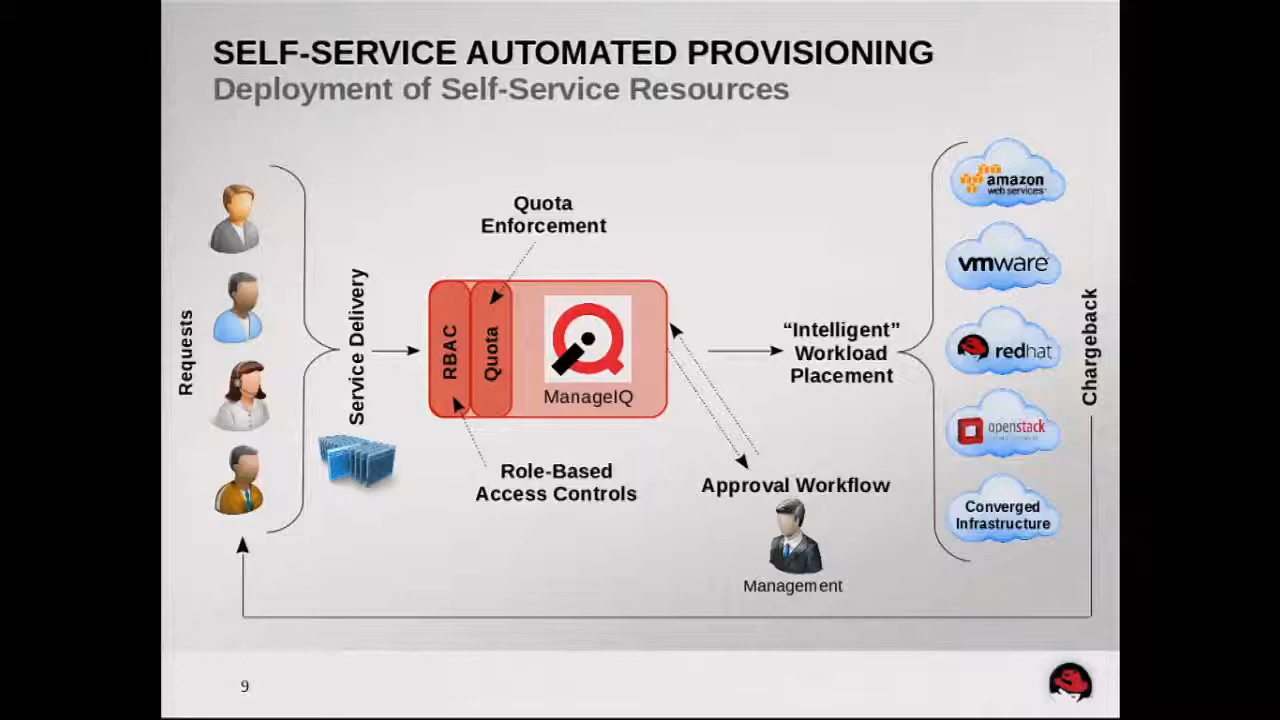 SELF-SERVICE AUTOMATED PROVISIONING
Deployment of Self-Service Resources
Requests
Service Delivery
Quota
Enforcement
RBAC
Quota
ManageIQ
Role-Based
Access Controls
“Intelligent”
Workload
Placement
Approval Workflow
Management
amazon
web services
vmware
redhat
openstack
Converged
Infrastructure
Chargeback
9